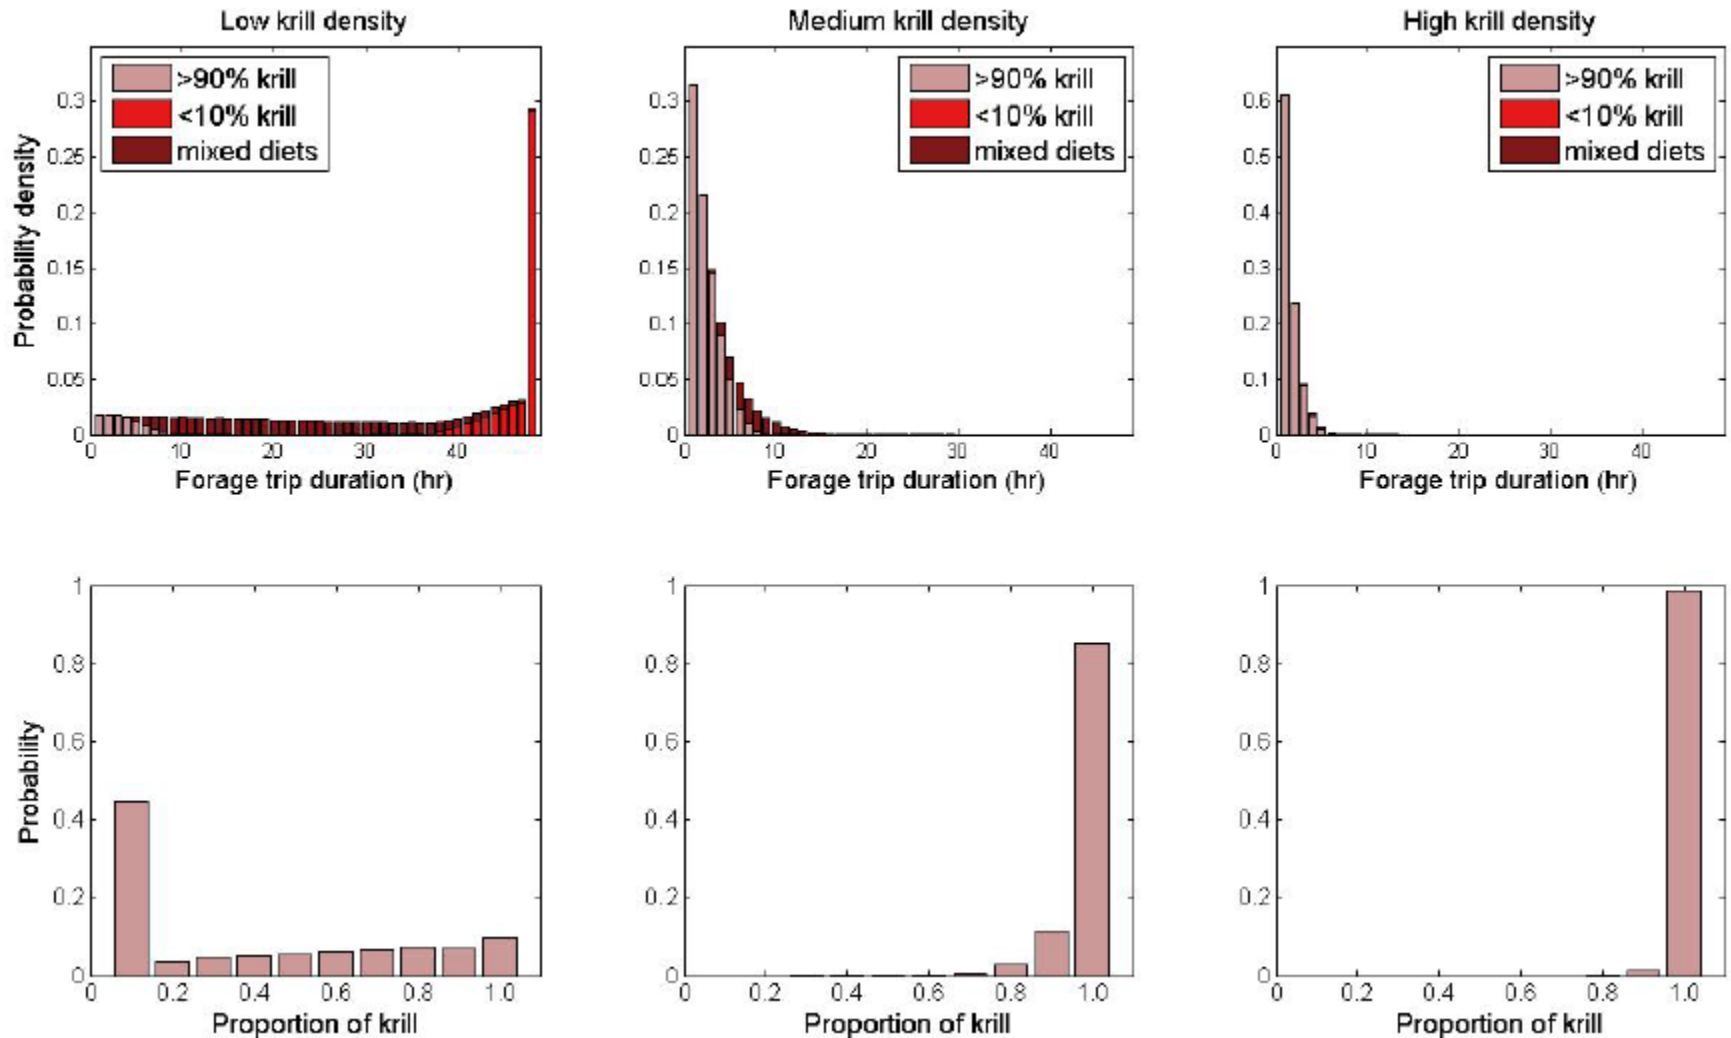 Low krill density
Medium krill density
High krill density
>90% krill
<10% krill
mixed diets
>90% krill
<10% krill
mixed diets
>90% krill
<10% krill
mixed diets
Probability density
0.3
0.25
0.2
0.15
0.1
0.05
0
0 10 20 30 40
Forage trip duration (hr)
0.3
0.25
0.2
0.15
0.1
0.05
0
0 10 20 30 40
Forage trip duration (hr)
0.6
0.5
0.4
0.3
0.2
0.1
0
0 10 20 30 40
Forage trip duration (hr)
Probability
1
0.8
0.6
0.4
0.2
0
0 0.2 0.4 0.6 0.8 1.0
Proportion of krill
1
0.8
0.6
0.4
0.2
0
0 0.2 0.4 0.6 0.8 1.0
Proportion of krill
1
0.8
0.6
0.4
0.2
0
0 0.2 0.4 0.6 0.8 1.0
Proportion of krill